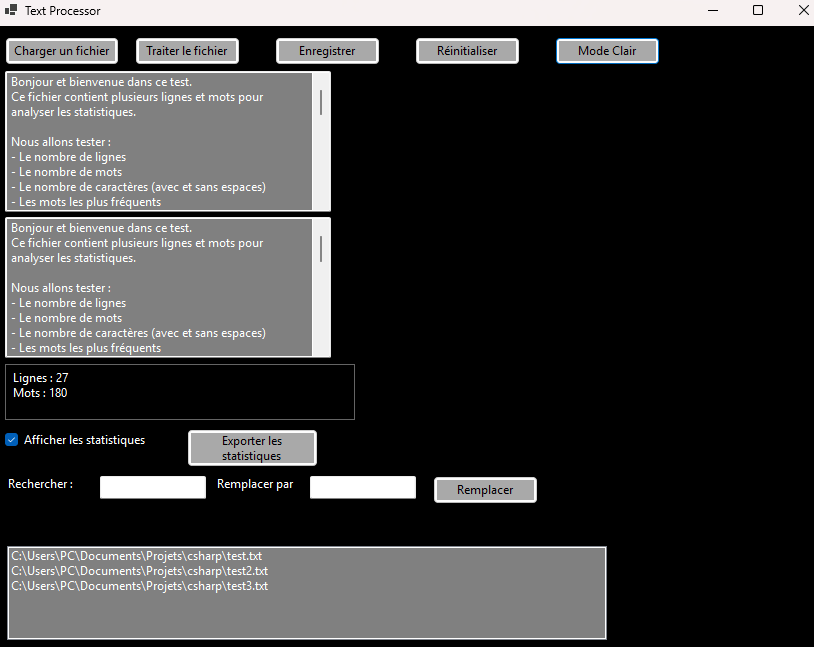 Text Processor
Charger un fichier
Traiter le fichier
Enregistrer
Réinitialiser
Mode Clair
Bonjour et bienvenue dans ce test.
Ce fichier contient plusieurs lignes et mots pour
analyser les statistiques.
Nous allons tester :
- Le nombre de lignes
- Le nombre de mots
- Le nombre de caractères (avec et sans espaces)
- Les mots les plus fréquents
Bonjour et bienvenue dans ce test.
Ce fichier contient plusieurs lignes et mots pour
analyser les statistiques.
Nous allons tester :
- Le nombre de lignes
- Le nombre de mots
- Le nombre de caractères (avec et sans espaces)
- Les mots les plus fréquents
Lignes : 27
Mots : 180
Afficher les statistiques
Exporter les
statistiques
Rechercher :
Remplacer par
Remplacer
C:\Users\PC\Documents\Projets\csharp\test.txt
C:\Users\PC\Documents\Projets\csharp\test2.txt
C:\Users\PC\Documents\Projets\csharp\test3.txt